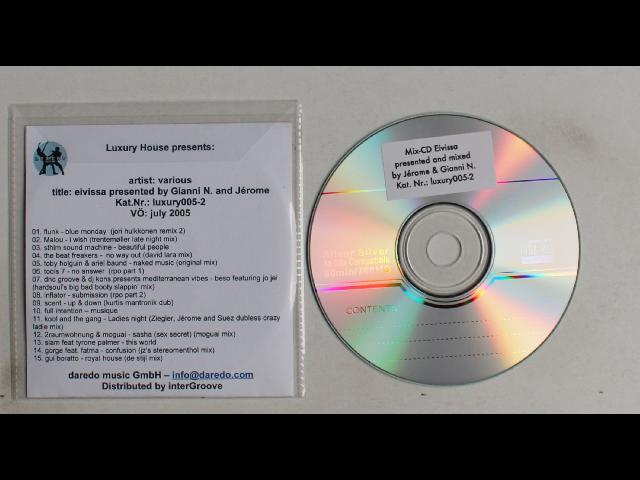 Luxury House presents:
artist: various
title: eivissa presented by Gianni N. and Jérome
Kat.Nr.: luxury005-2
VÖ: july 2005
01. flunk - blue monday (jori hulkkonen remix 2)
02. Malou - I wish (trentemøller late night mix)
03. sthlm sound machine - beautiful people
04. the beat freakers - no way out (david lara mix)
05. toby holguin & ariel baund - naked music (original mix)
06. tools 7 - no answer (rpo part 1)
07. dnc groove & dj kons presents mediterranean vibes - beso featuring jo jei
(hardsoul's big bad booty slappin' mix)
08. inflator - submission (rpo part 2)
09. scent - up & down (kurtis mantronik dub)
10. full intention – musique
11. kool and the gang - Ladies night (Ziegler, Jérome and Suez dubless crazy
ladie mix)
12. 2raumwohnung & moguai - sasha (sex secret) (moguai mix)
13. siam feat tyrone palmer - this world
14. gorge feat. fatma - confusion (jz's stereomenthol mix)
15. gui boratto - royal house (de stijl mix)
daredo music GmbH – info@daredo.com
Distributed by interGroove
Mix-CD Eivissa
presented and mixed
by Jérome & Gianni N.
Kat. Nr.: luxury005-2
Silver
80min/700MB
CONTENTS